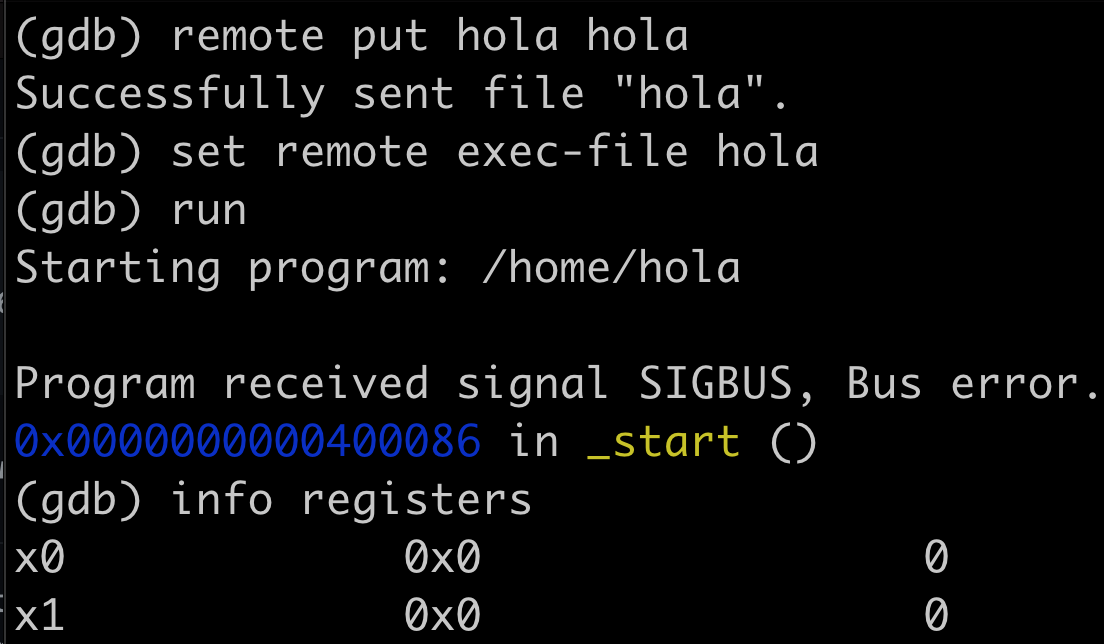 (gdb) remote put hola hola
Successfully sent file "hola".
(gdb) set remote exec-file hola
(gdb) run
Starting program: /home/hola
Program received signal SIGBUS, Bus error.
0x0000000000400086 in _start ()
(gdb) info registers
x0 0x0 0
x1 0x0 0